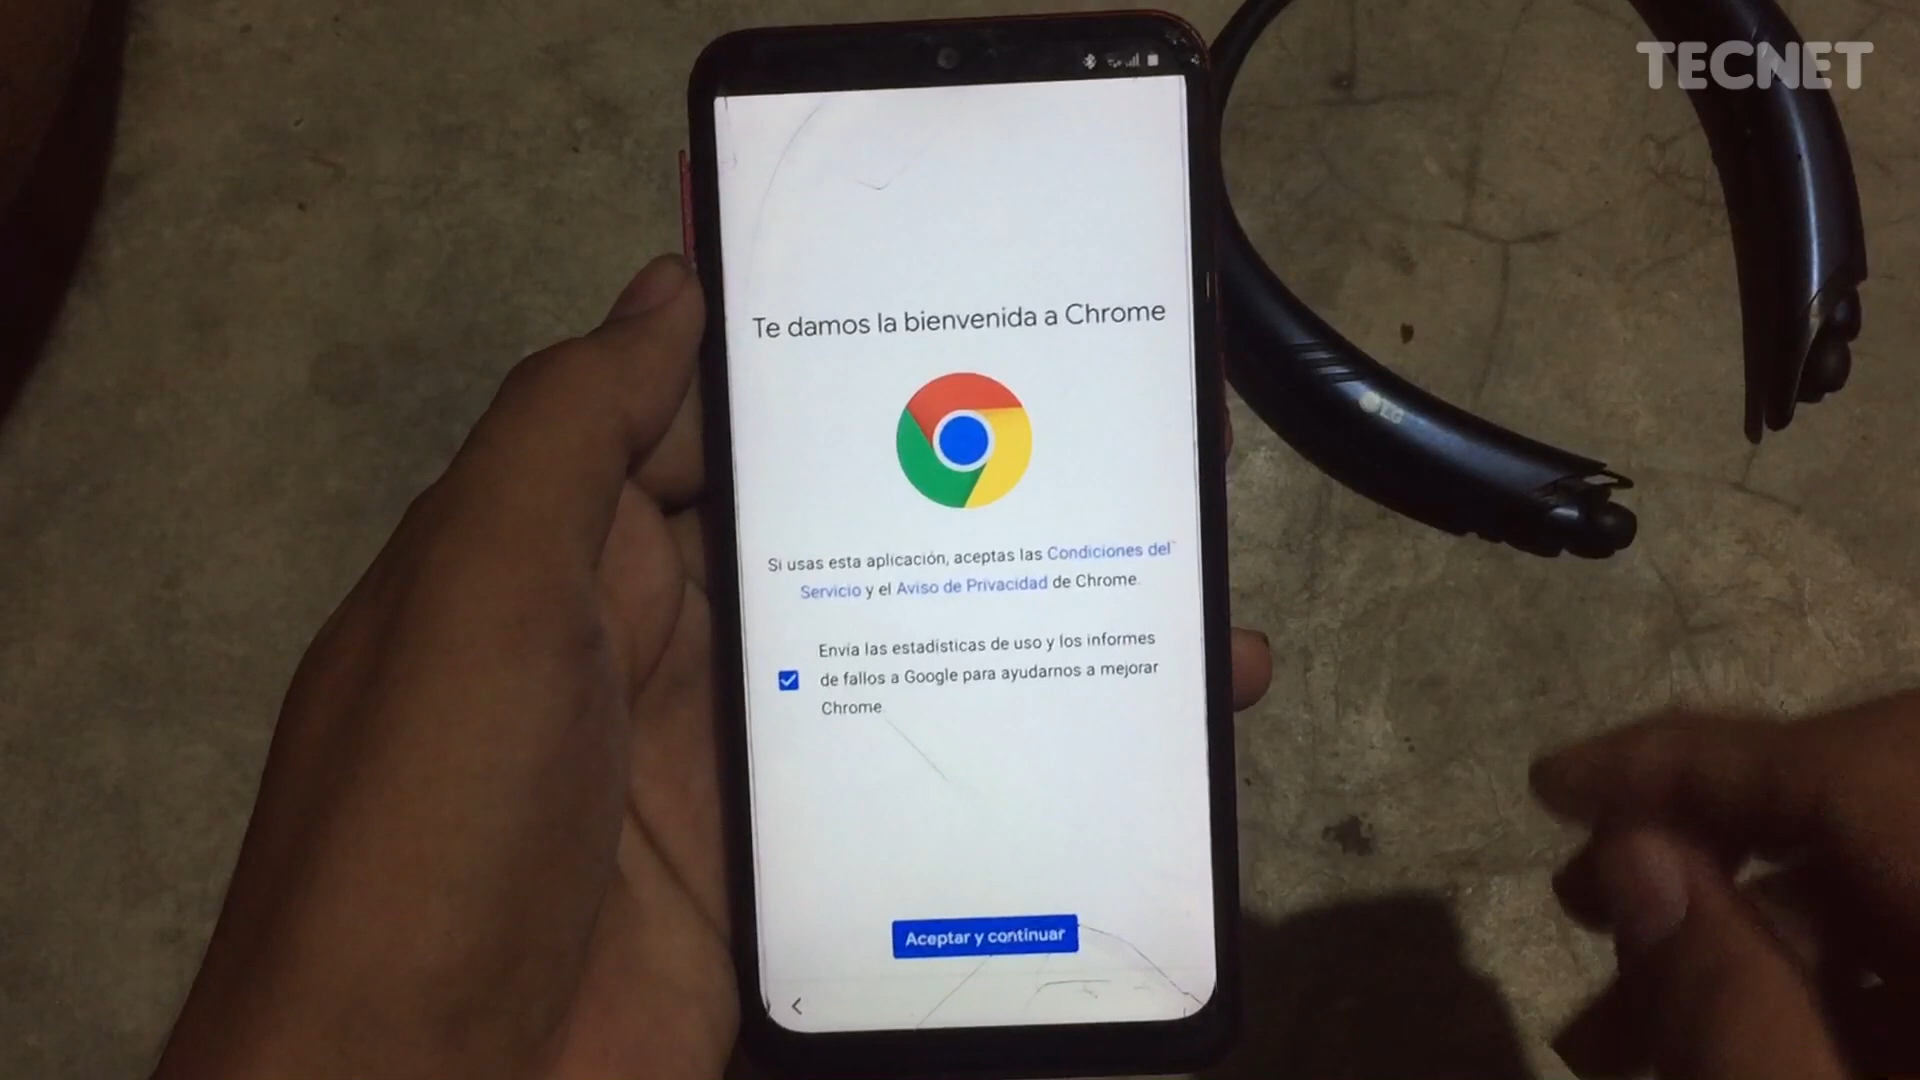 TECNET
Te damos la bienvenida a Chrome
Si usas esta aplicación, aceptas las Condiciones del
Servicio y el Aviso de Privacidad de Chrome.
Envía las estadísticas de uso y los informes
de fallos a Google para ayudarnos a mejorar
Chrome
Aceptar y continuar
LG